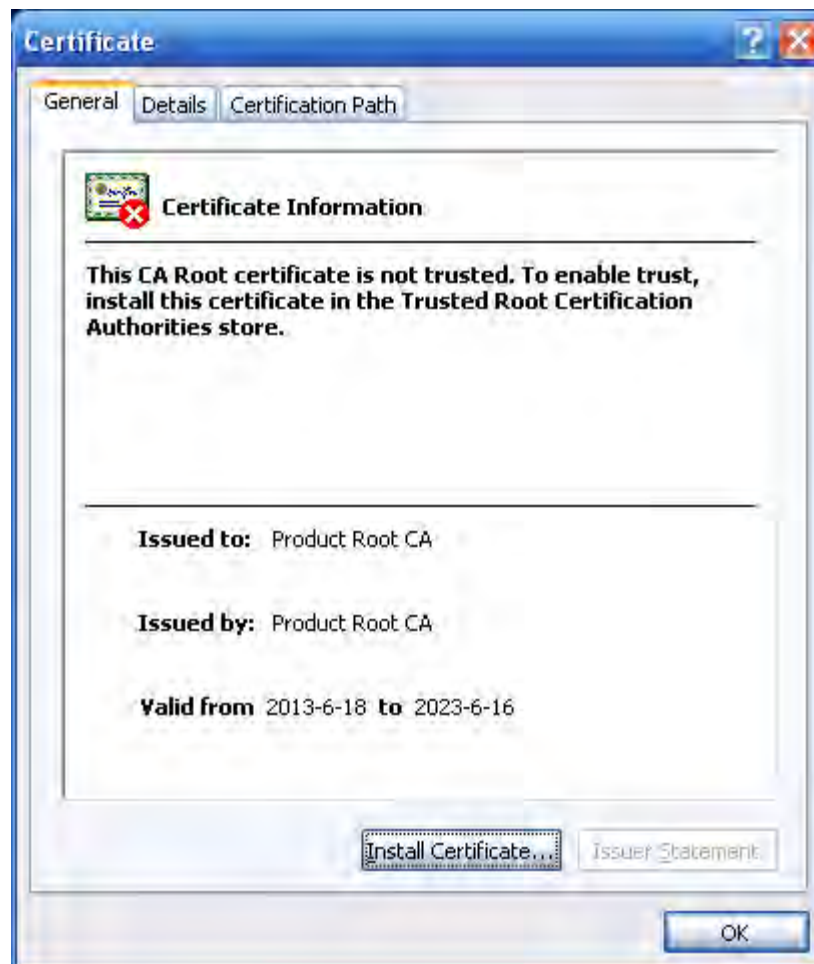 Certificate
General Details Certification Path
Certificate Information
This CA Root certificate is not trusted. To enable trust,
install this certificate in the Trusted Root Certification
Authorities store.
Issued to: Product Root CA
Issued by: Product Root CA
Valid from 2013-6-18 to 2023-6-16
Install Certificate... Issuer Statement
OK